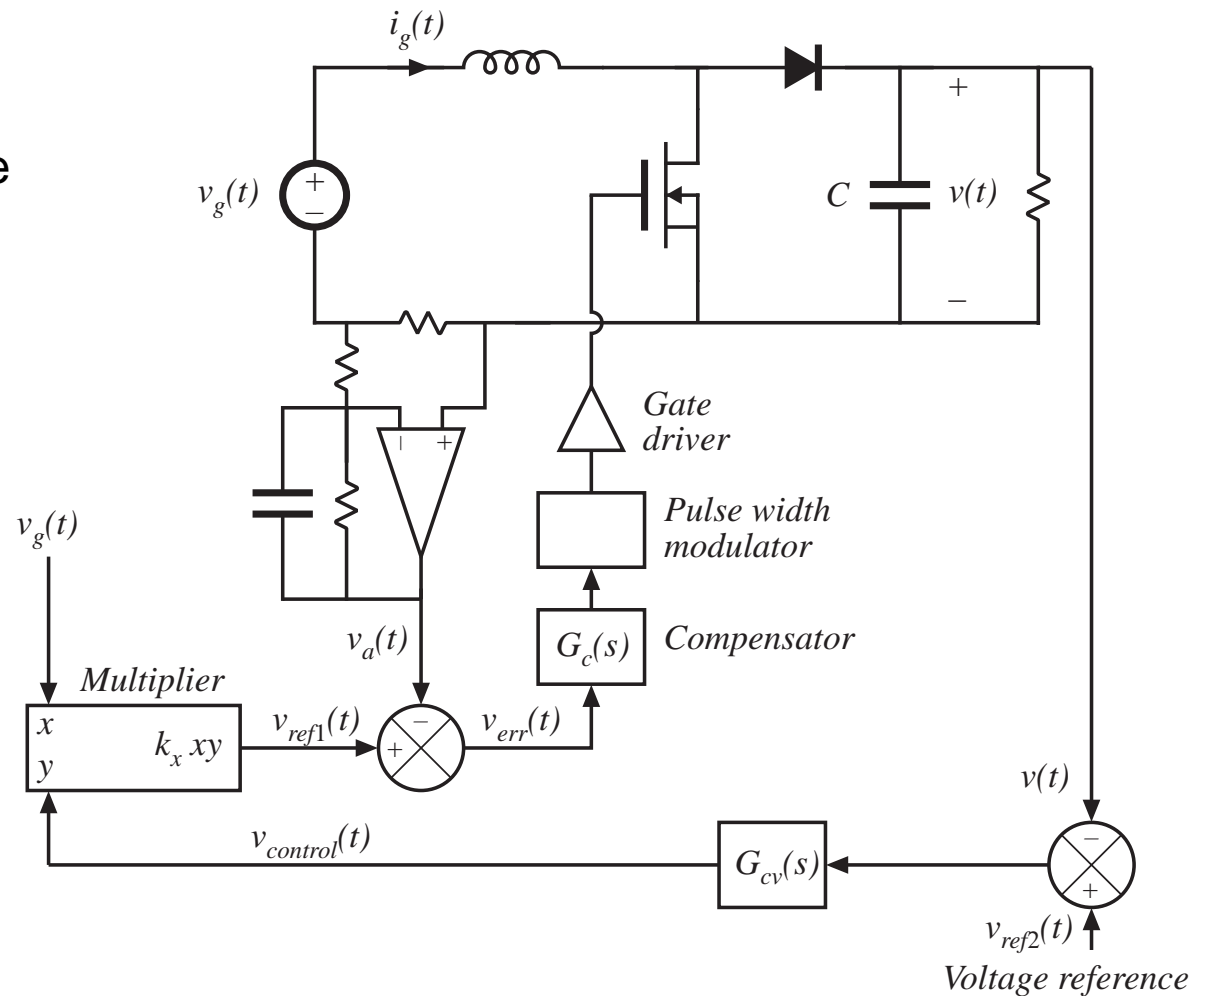 i_g(t)
e
v_g(t)
+
–
C
v(t)
+
–
Gate
driver
– +
Pulse width
modulator
v_g(t)
v_a(t)
G_c(s)
Compensator
Multiplier
x
y
k_x xy
v_ref1(t)
–
+
v_err(t)
v(t)
v_control(t)
G_cv(s)
–
+
v_ref2(t)
Voltage reference